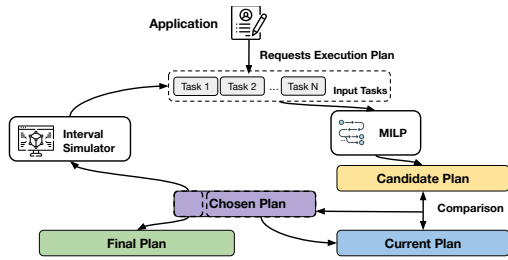 Application
Requests Execution Plan
Task 1 Task 2 ... Task N Input Tasks
Interval
Simulator
MILP
Candidate Plan
Chosen Plan
Comparison
Final Plan
Current Plan